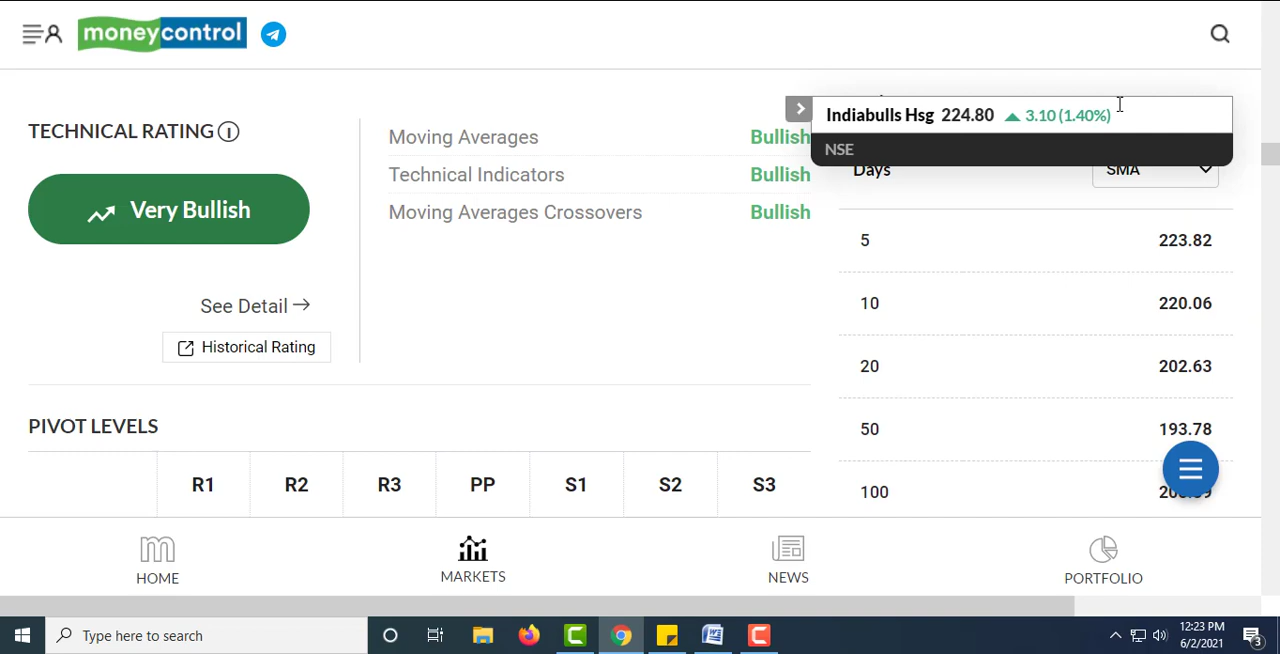 moneycontrol
Indiabulls Hsg 224.80 ▲ 3.10 (1.40%)
NSE
TECHNICAL RATING
Very Bullish
See Detail →
Historical Rating
Moving Averages Bullish
Technical Indicators Bullish
Moving Averages Crossovers Bullish
Days SMA
5 223.82
10 220.06
20 202.63
50 193.78
100
PIVOT LEVELS
R1 R2 R3 PP S1 S2 S3
HOME MARKETS NEWS PORTFOLIO
Type here to search
12:23 PM
6/2/2021
3